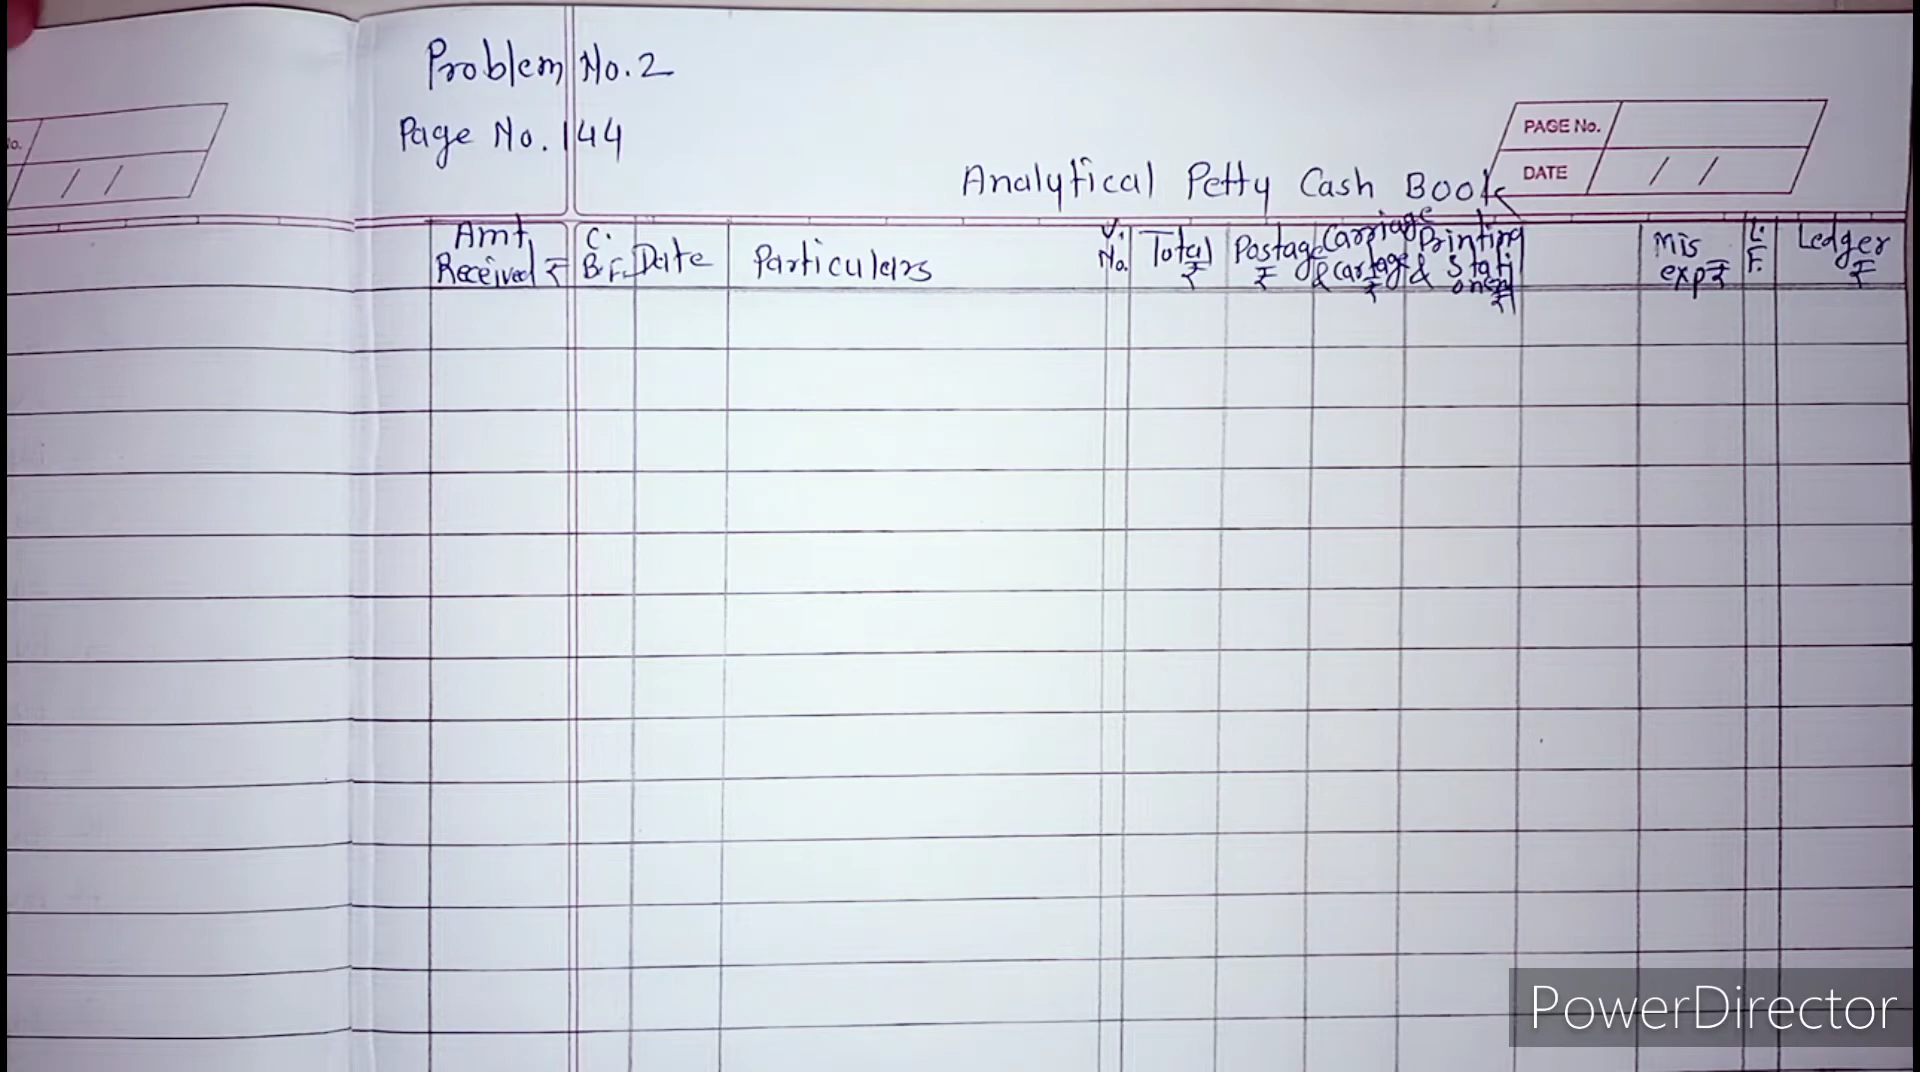 Problem No. 2
Page No. 144
o.
PAGE No.
DATE / /
/ /
Analytical Petty Cash Book
Amt Received ₹
C. B. F.
Date
Particulars
V. No.
Total ₹
Postage ₹
Carriage & Cartage ₹
Printing & Stationery ₹
Mis exp ₹
L. F.
Ledger ₹
PowerDirector